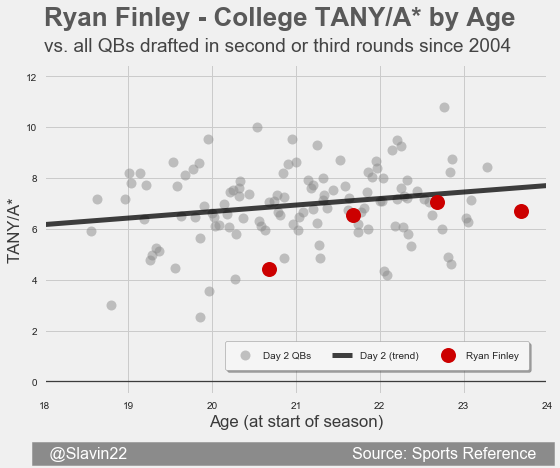 Ryan Finley - College TANY/A* by Age
vs. all QBs drafted in second or third rounds since 2004
12
10
8
6
4
2
0
TANY/A*
Day 2 QBs
Day 2 (trend)
Ryan Finley
18
19
20
21
22
23
24
Age (at start of season)
@Slavin22
Source: Sports Reference